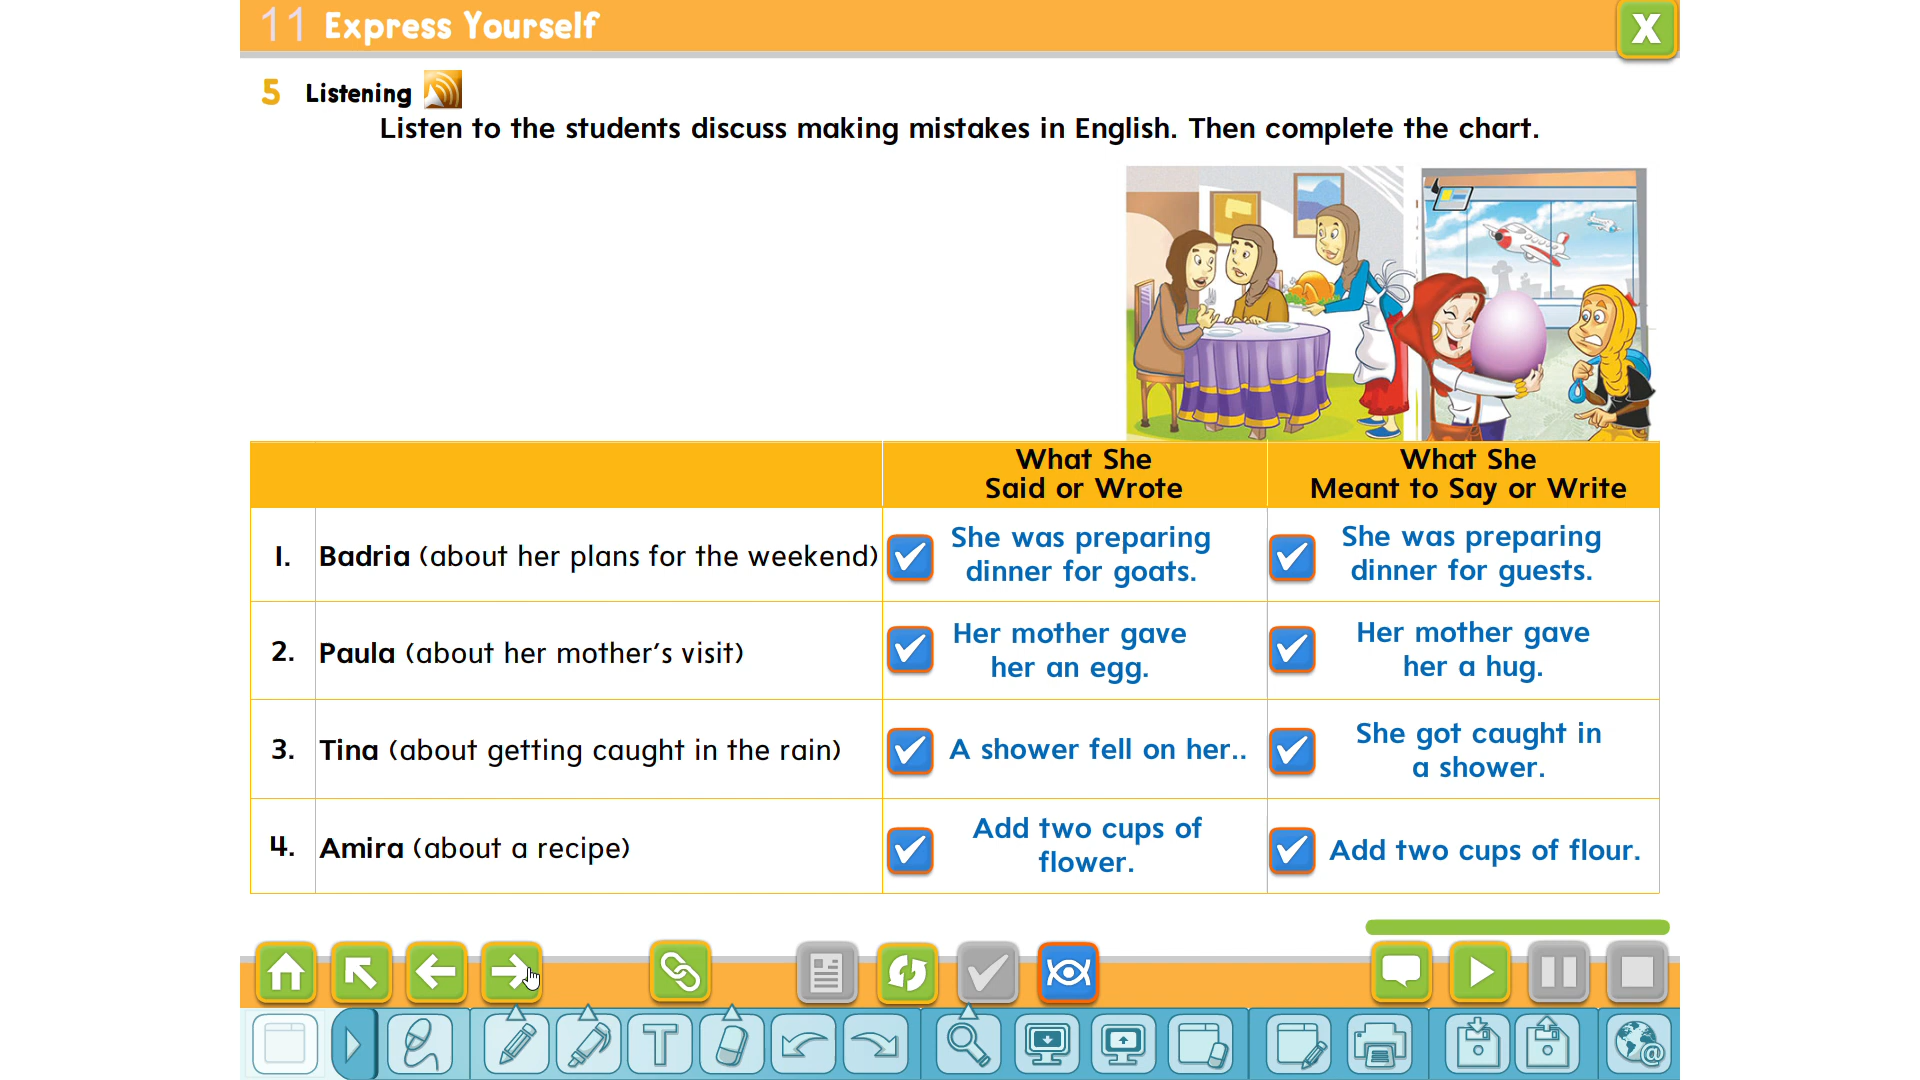 11 Express Yourself
X
5 Listening
Listen to the students discuss making mistakes in English. Then complete the chart.
What She
Said or Wrote
What She
Meant to Say or Write
1. Badria (about her plans for the weekend)
She was preparing
dinner for goats.
She was preparing
dinner for guests.
2. Paula (about her mother's visit)
Her mother gave
her an egg.
Her mother gave
her a hug.
3. Tina (about getting caught in the rain)
A shower fell on her..
She got caught in
a shower.
4. Amira (about a recipe)
Add two cups of
flower.
Add two cups of flour.
T
@